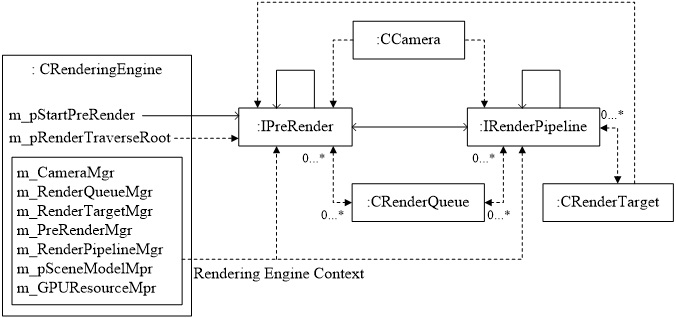 : CRenderingEngine
m_pStartPreRender
m_pRenderTraverseRoot
m_CameraMgr
m_RenderQueueMgr
m_RenderTargetMgr
m_PreRenderMgr
m_RenderPipelineMgr
m_pSceneModelMpr
m_GPUResourceMpr
:CCamera
:IPreRender
:IRenderPipeline
0...*
0...*
0...*
0...*
0...*
0...*
:CRenderQueue
:CRenderTarget
Rendering Engine Context